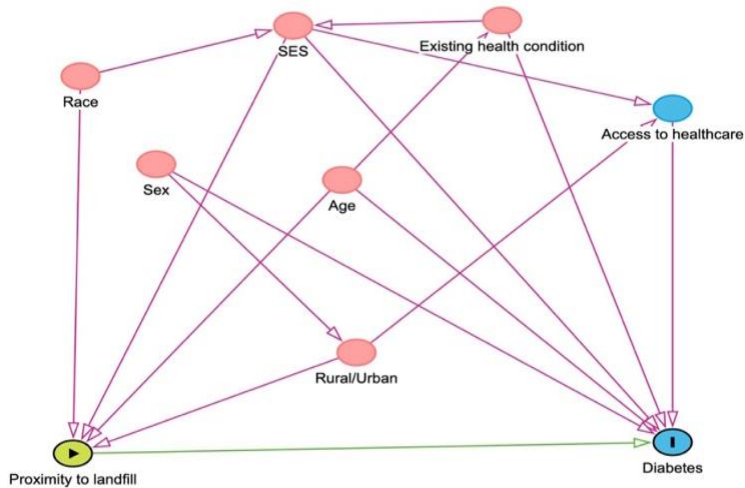 SES
Existing health condition
Race
Access to healthcare
Sex
Age
Rural/Urban
Proximity to landfill
Diabetes